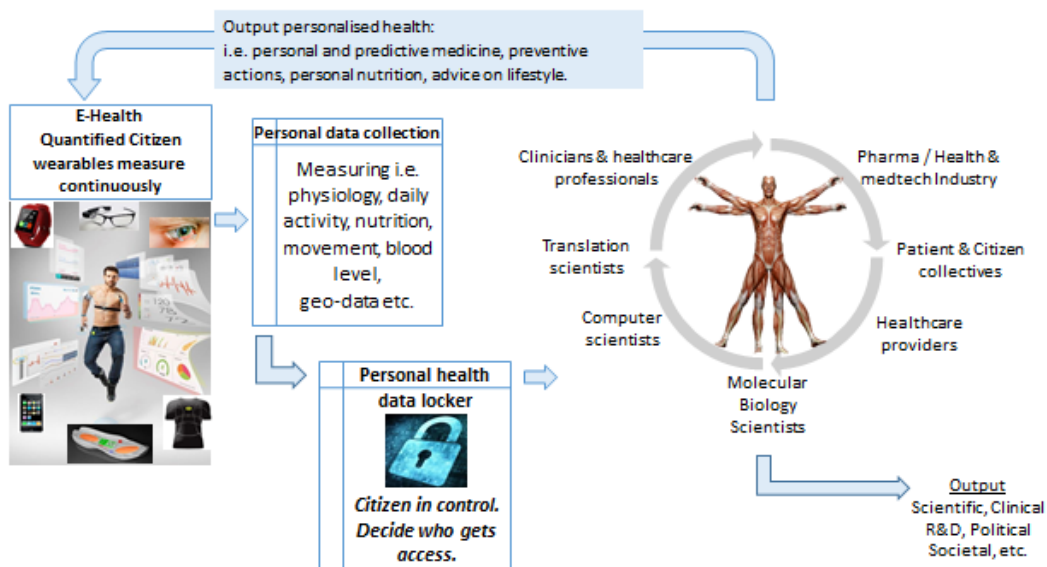 Output personalised health:
i.e. personal and predictive medicine, preventive
actions, personal nutrition, advice on lifestyle.
E-Health
Quantified Citizen
wearables measure
continuously
Personal data collection
Measuring i.e.
physiology, daily
activity, nutrition,
movement, blood
level,
geo-data etc.
Personal health
data locker
Citizen in control.
Decide who gets
access.
Clinicians & healthcare
professionals
Pharma / Health &
medtech Industry
Translation
scientists
Patient & Citizen
collectives
Computer
scientists
Healthcare
providers
Molecular
Biology
Scientists
Output
Scientific, Clinical
R&D, Political
Societal, etc.